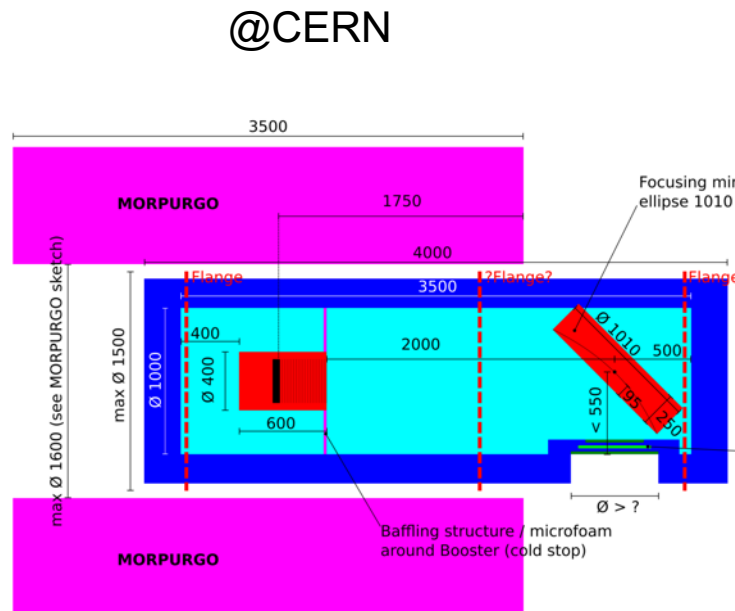 @CERN
3500
MORPURGO
1750
Focusing mir
ellipse 1010
4000
Flange
?Flange?
Flange
3500
max Ø 1600 (see MORPURGO sketch)
max Ø 1500
Ø 1000
400
Ø 400
600
2000
Ø 1010
500
195
250
< 550
Ø > ?
Baffling structure / microfoam
around Booster (cold stop)
MORPURGO